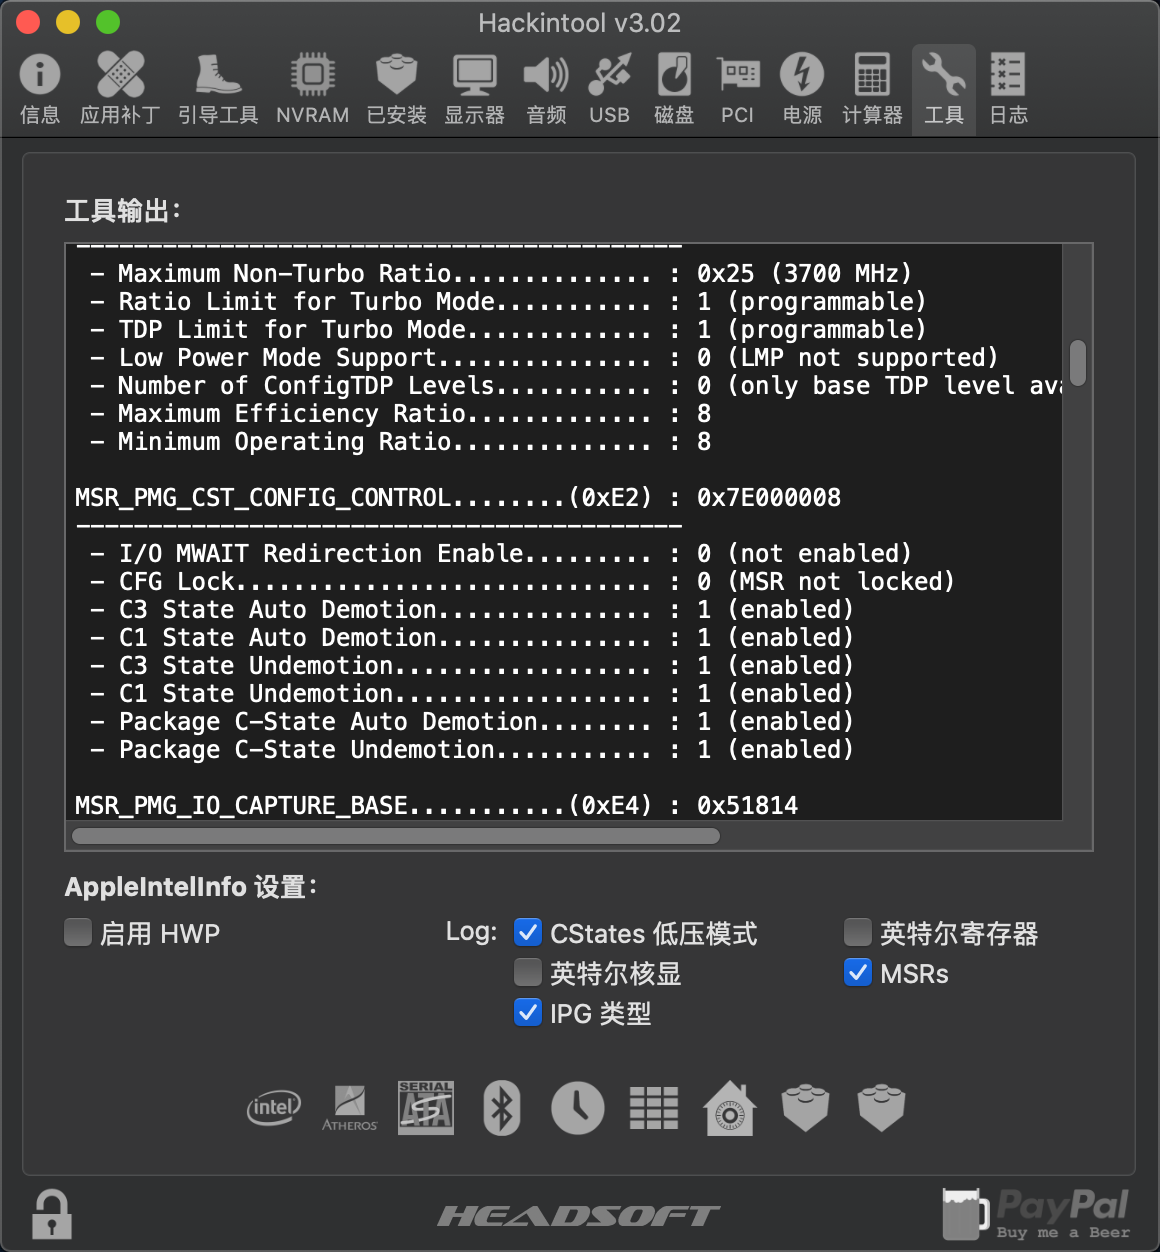 Hackintool v3.02
信息 应用补丁 引导工具 NVRAM 已安装 显示器 音频 USB 磁盘 PCI 电源 计算器 工具 日志
工具输出：
------------------------------------------
- Maximum Non-Turbo Ratio.............. : 0x25 (3700 MHz)
- Ratio Limit for Turbo Mode........... : 1 (programmable)
- TDP Limit for Turbo Mode............. : 1 (programmable)
- Low Power Mode Support............... : 0 (LMP not supported)
- Number of ConfigTDP Levels........... : 0 (only base TDP level ava
- Maximum Efficiency Ratio............. : 8
- Minimum Operating Ratio.............. : 8
MSR_PMG_CST_CONFIG_CONTROL........(0xE2) : 0x7E000008
------------------------------------------
- I/O MWAIT Redirection Enable......... : 0 (not enabled)
- CFG Lock............................. : 0 (MSR not locked)
- C3 State Auto Demotion............... : 1 (enabled)
- C1 State Auto Demotion............... : 1 (enabled)
- C3 State Undemotion.................. : 1 (enabled)
- C1 State Undemotion.................. : 1 (enabled)
- Package C-State Auto Demotion........ : 1 (enabled)
- Package C-State Undemotion........... : 1 (enabled)
MSR_PMG_IO_CAPTURE_BASE...........(0xE4) : 0x51814
AppleIntelInfo 设置：
启用 HWP Log: CStates 低压模式 英特尔寄存器
英特尔核显 MSRs
IPG 类型
intel ATHEROS SERIAL ATA
HEADSOFT PayPal
Buy me a Beer